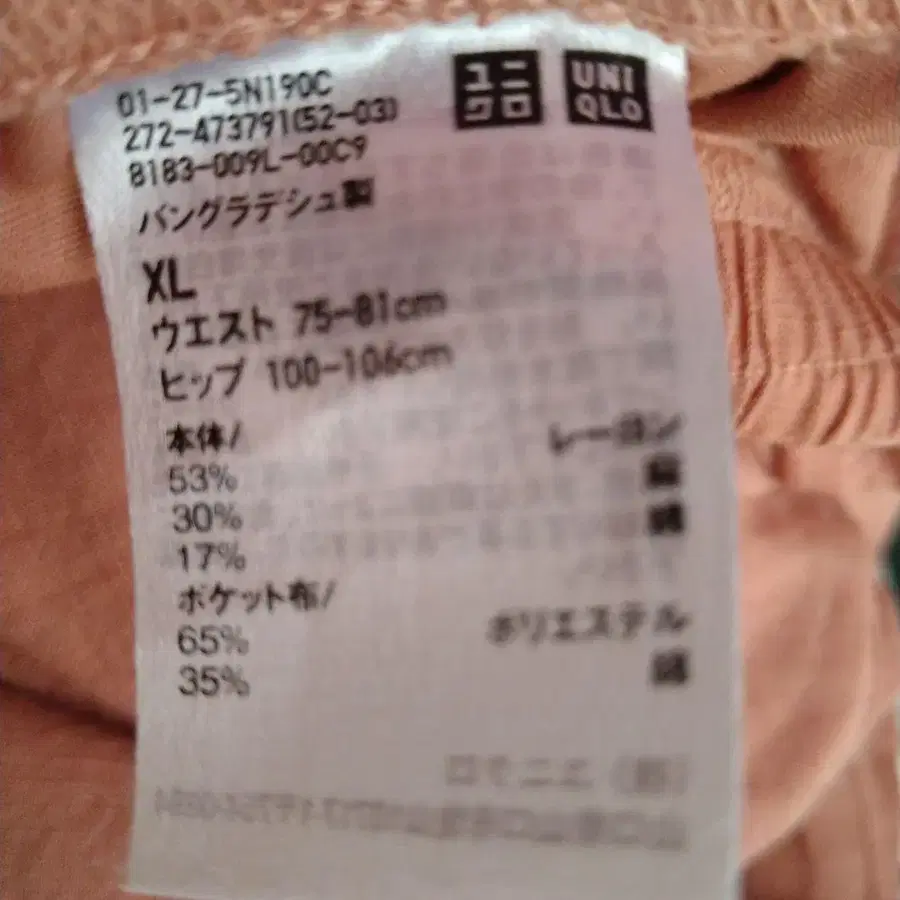 01-27-5N190C
272-473791(52-03)
8183-009L-00C9
ユニクロ
UNIQLO
バングラデシュ製
XL
ウエスト 75-81cm
ヒップ 100-106cm
本体/
レーヨン
53%
麻
30%
綿
17%
ポケット布/
ポリエステル
65%
綿
35%